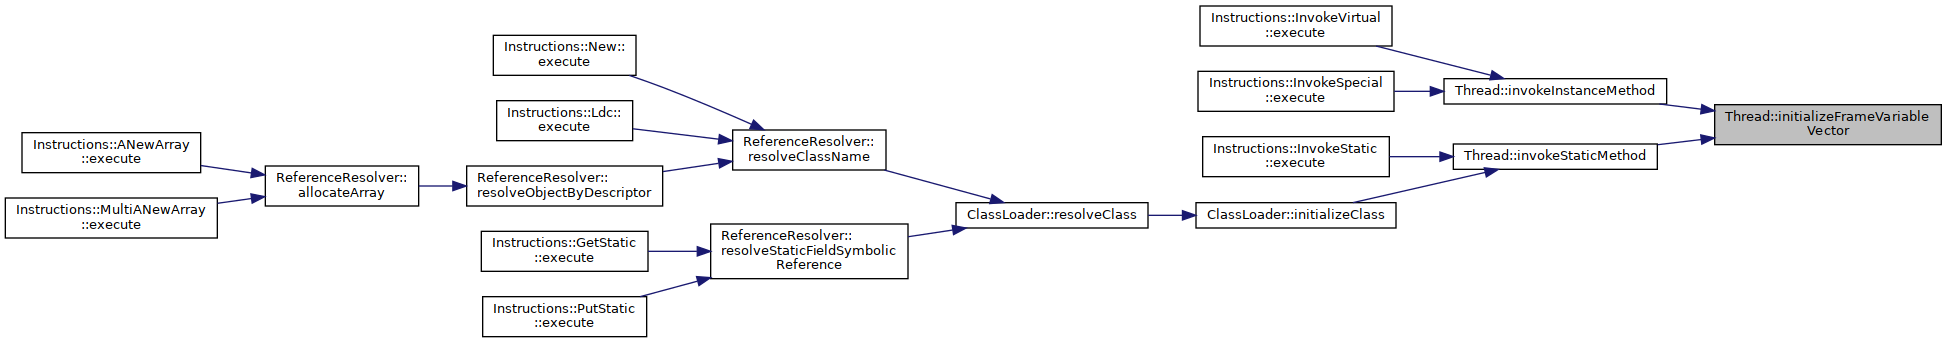 Instructions::ANewArray
::execute
Instructions::MultiANewArray
::execute
ReferenceResolver::
allocateArray
Instructions::New::
execute
Instructions::Ldc::
execute
ReferenceResolver::
resolveObjectByDescriptor
Instructions::GetStatic
::execute
Instructions::PutStatic
::execute
ReferenceResolver::
resolveClassName
ReferenceResolver::
resolveStaticFieldSymbolic
Reference
ClassLoader::resolveClass
Instructions::InvokeVirtual
::execute
Instructions::InvokeSpecial
::execute
Instructions::InvokeStatic
::execute
ClassLoader::initializeClass
Thread::invokeInstanceMethod
Thread::invokeStaticMethod
Thread::initializeFrameVariable
Vector